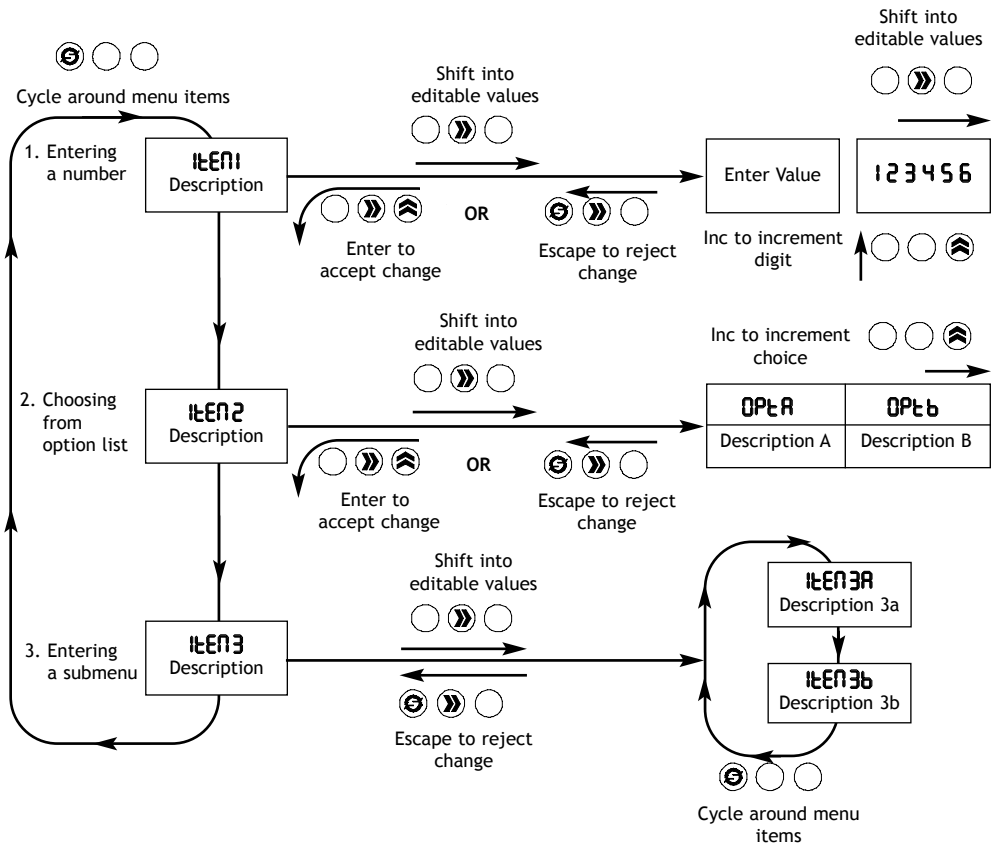 Shift into
editable values
Cycle around menu items
Shift into
editable values
1. Entering
a number
ItEM1
Description
Enter Value
123456
OR
Enter to
accept change
Escape to reject
change
Inc to increment
digit
Shift into
editable values
Inc to increment
choice
2. Choosing
from
option list
ItEM2
Description
OPtA
OPtb
Description A
Description B
OR
Enter to
accept change
Escape to reject
change
Shift into
editable values
ItEM3A
Description 3a
3. Entering
a submenu
ItEM3
Description
ItEM3b
Description 3b
Escape to reject
change
Cycle around menu
items